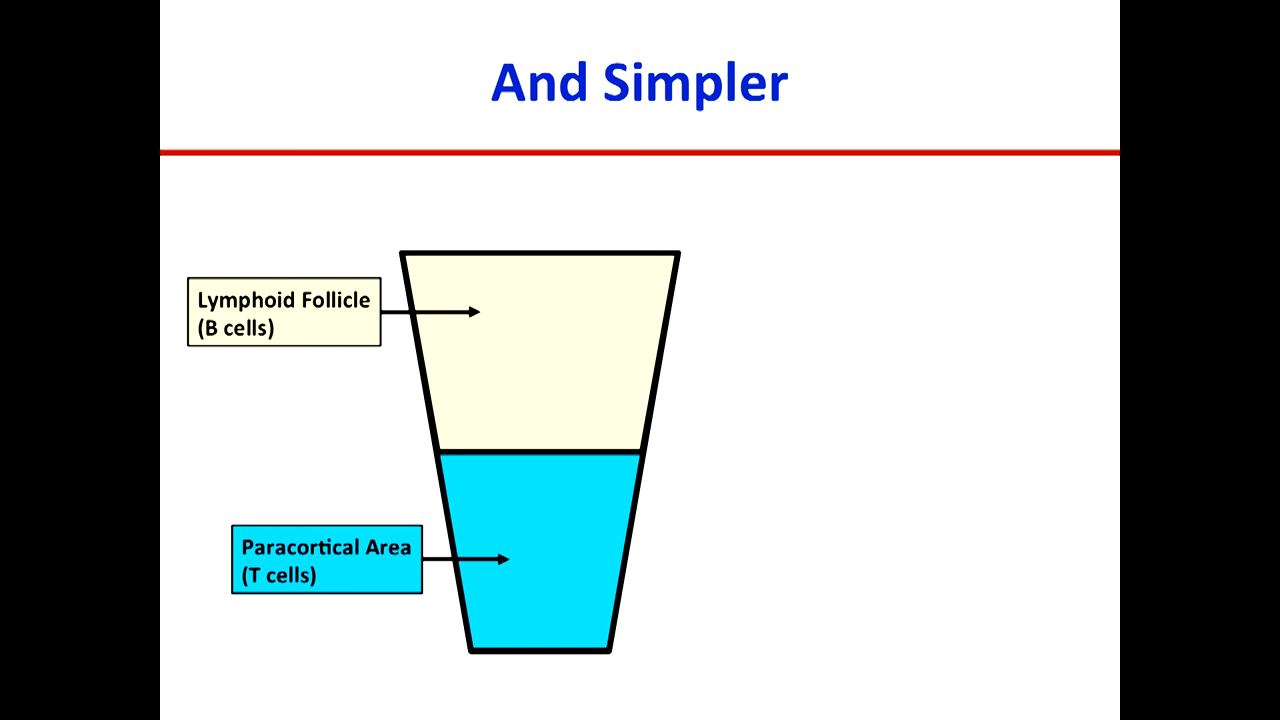 And Simpler
Lymphoid Follicle
(B cells)
Paracortical Area
(T cells)